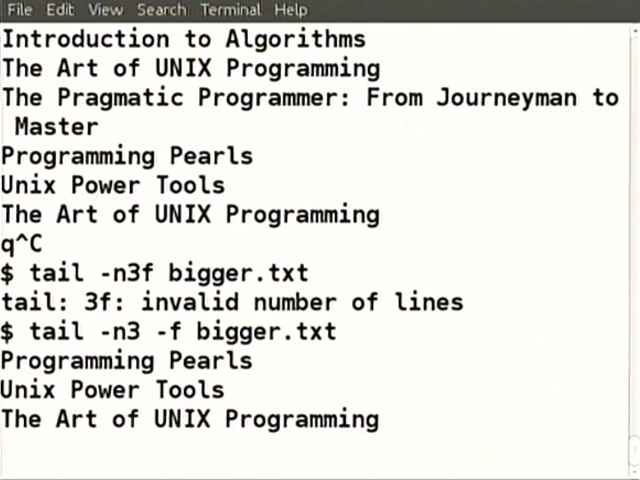 File Edit View Search Terminal Help
Introduction to Algorithms
The Art of UNIX Programming
The Pragmatic Programmer: From Journeyman to
Master
Programming Pearls
Unix Power Tools
The Art of UNIX Programming
q^C
$ tail -n3f bigger.txt
tail: 3f: invalid number of lines
$ tail -n3 -f bigger.txt
Programming Pearls
Unix Power Tools
The Art of UNIX Programming